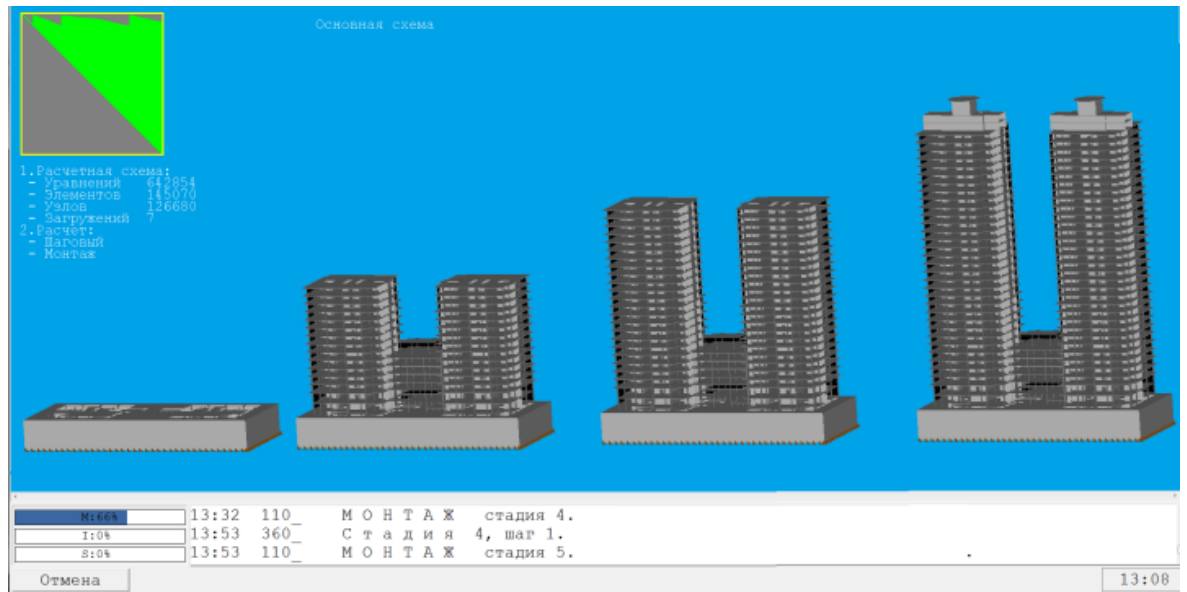 Основная схема
1.Расчетная схема:
- Уравнений 642854
- Элементов 145070
- Узлов 126680
- Загружений 7
2.Расчет:
- Шаговый
- Монтаж
M:66%
I:0%
S:0%
13:32 110_ М О Н Т А Ж стадия 4.
13:53 360_ С т а д и я 4, шаг 1.
13:53 110_ М О Н Т А Ж стадия 5.
Отмена
13:08